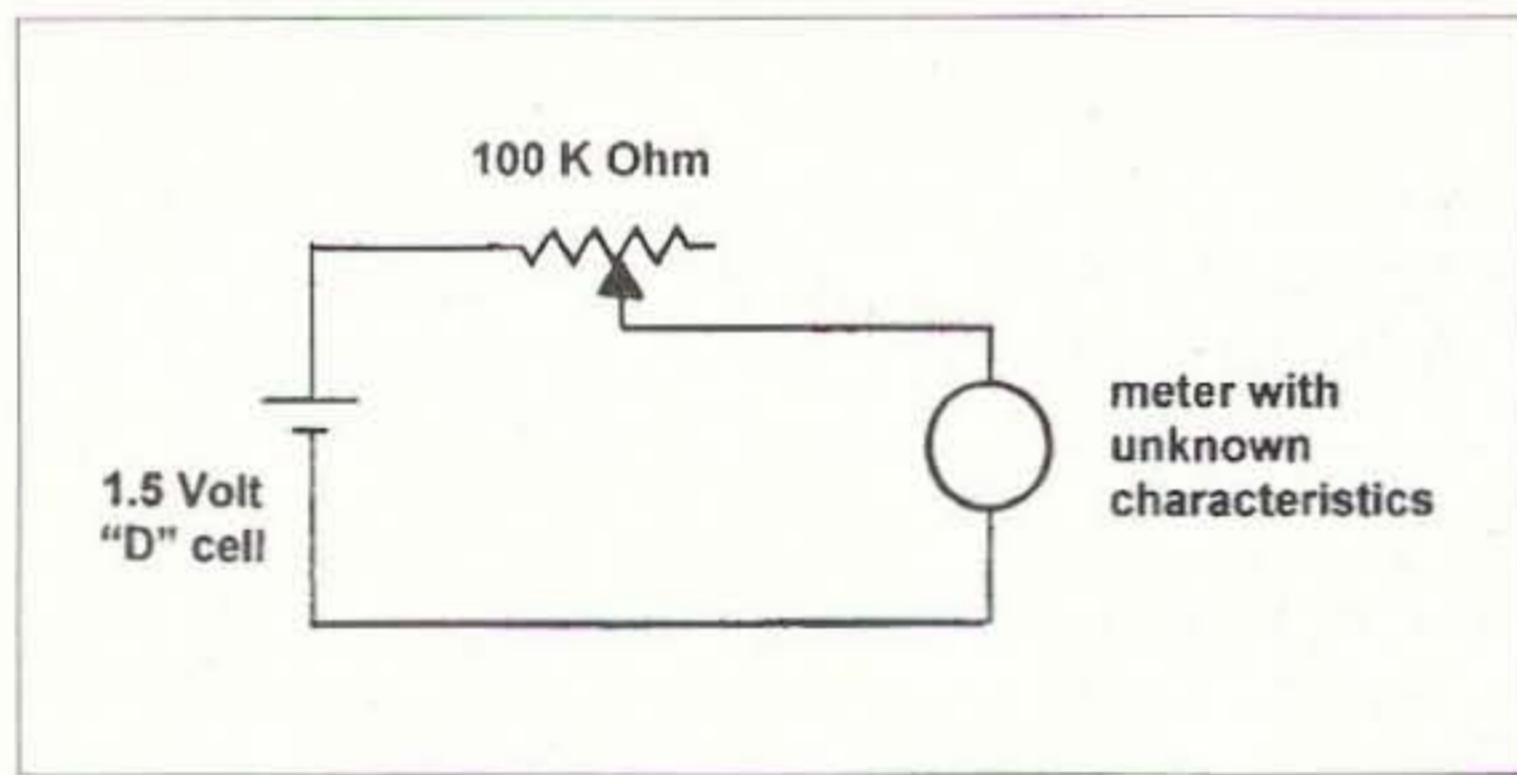 100 K Ohm
meter with
unknown
characteristics
1.5 Volt
“D” cell